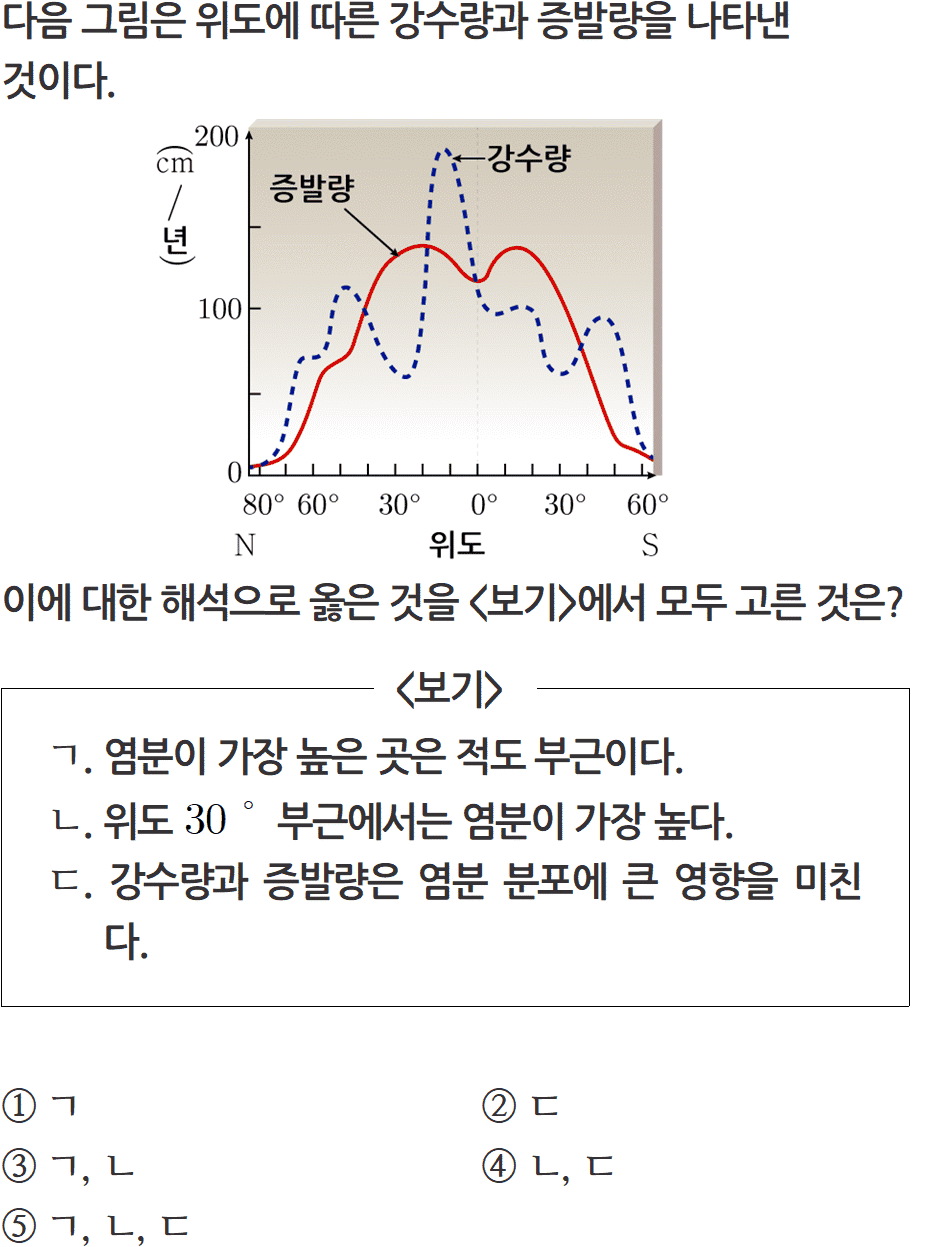 다음 그림은 위도에 따른 강수량과 증발량을 나타낸
것이다.
200
(cm/년)
강수량
증발량
100
0
80° 60° 30° 0° 30° 60°
N 위도 S
이에 대한 해석으로 옳은 것을 <보기>에서 모두 고른 것은?
<보기>
ㄱ. 염분이 가장 높은 곳은 적도 부근이다.
ㄴ. 위도 30° 부근에서는 염분이 가장 높다.
ㄷ. 강수량과 증발량은 염분 분포에 큰 영향을 미친
다.
① ㄱ ② ㄷ
③ ㄱ, ㄴ ④ ㄴ, ㄷ
⑤ ㄱ, ㄴ, ㄷ